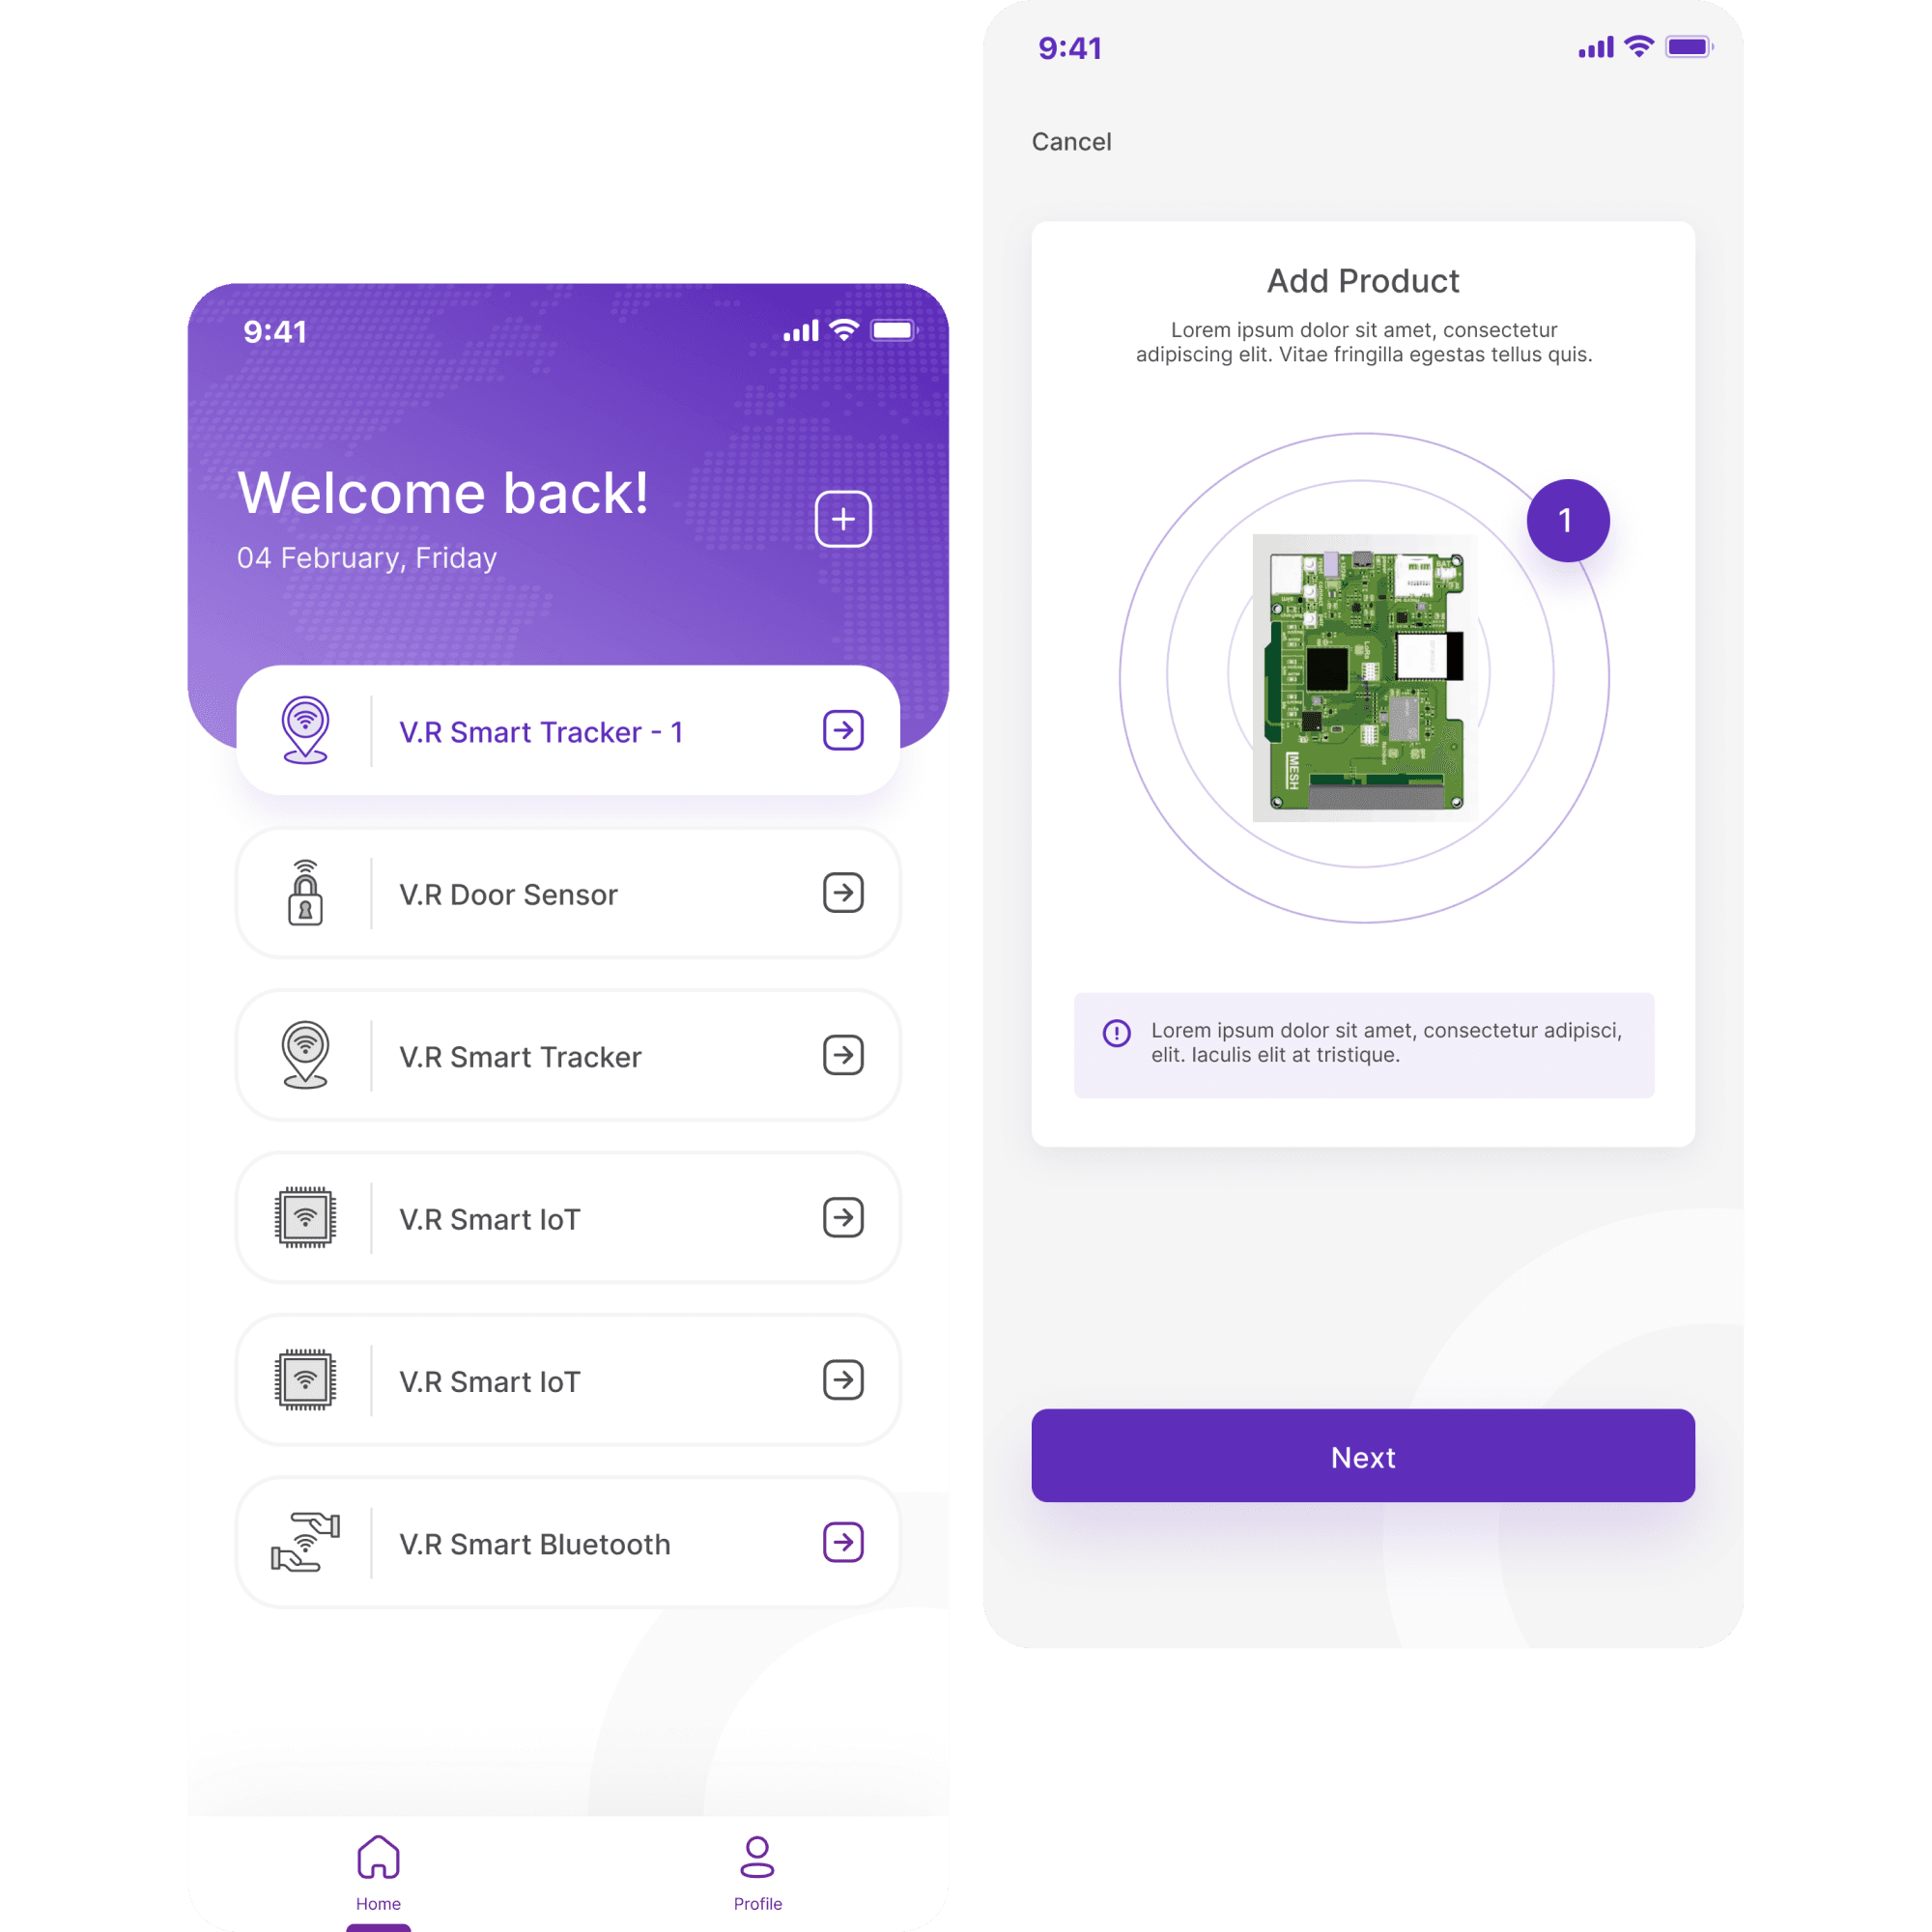 9:41
Welcome back!
04 February, Friday
V.R Smart Tracker - 1
V.R Door Sensor
V.R Smart Tracker
V.R Smart IoT
V.R Smart IoT
V.R Smart Bluetooth
Home
Profile
9:41
Cancel
Add Product
Lorem ipsum dolor sit amet, consectetur
adipiscing elit. Vitae fringilla egestas tellus quis.
1
BAT
LoRa
MESH
Lorem ipsum dolor sit amet, consectetur adipisci,
elit. Iaculis elit at tristique.
Next